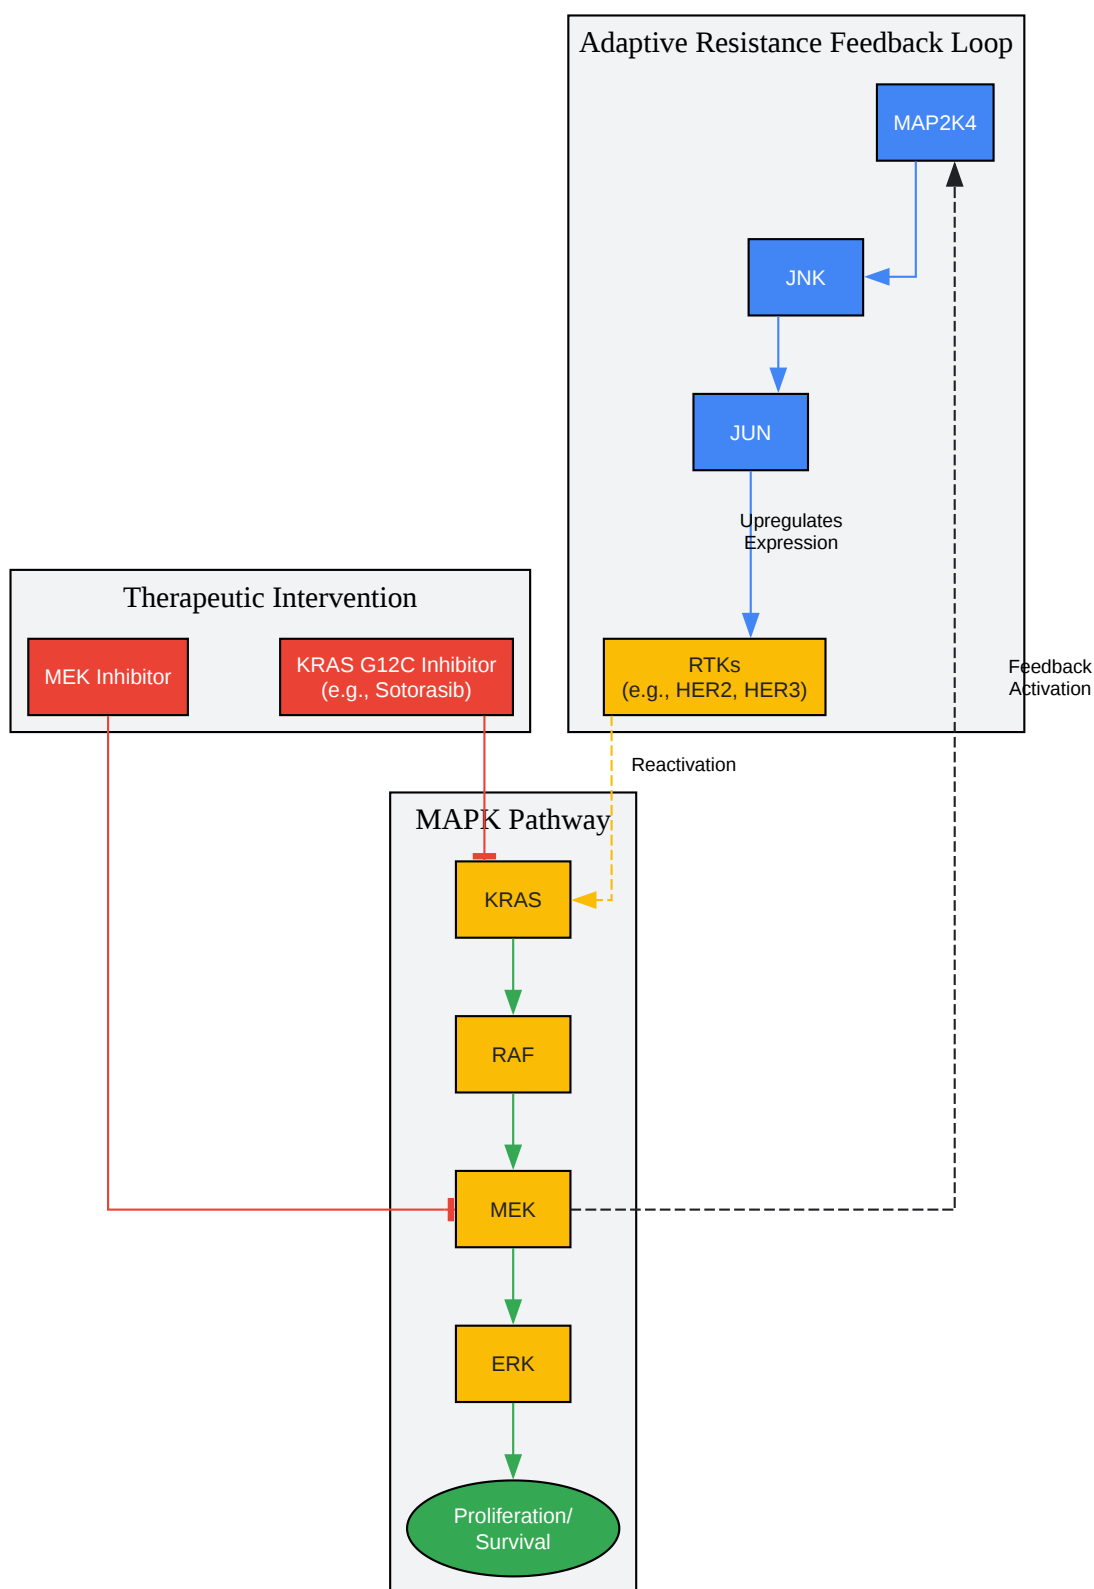 Adaptive Resistance Feedback Loop
MAP2K4
JNK
JUN
Upregulates
Expression
Therapeutic Intervention
MEK Inhibitor
KRAS G12C Inhibitor
(e.g., Sotorasib)
RTKs
(e.g., HER2, HER3)
Feedback
Activation
Reactivation
MAPK Pathway
KRAS
RAF
MEK
ERK
Proliferation/
Survival